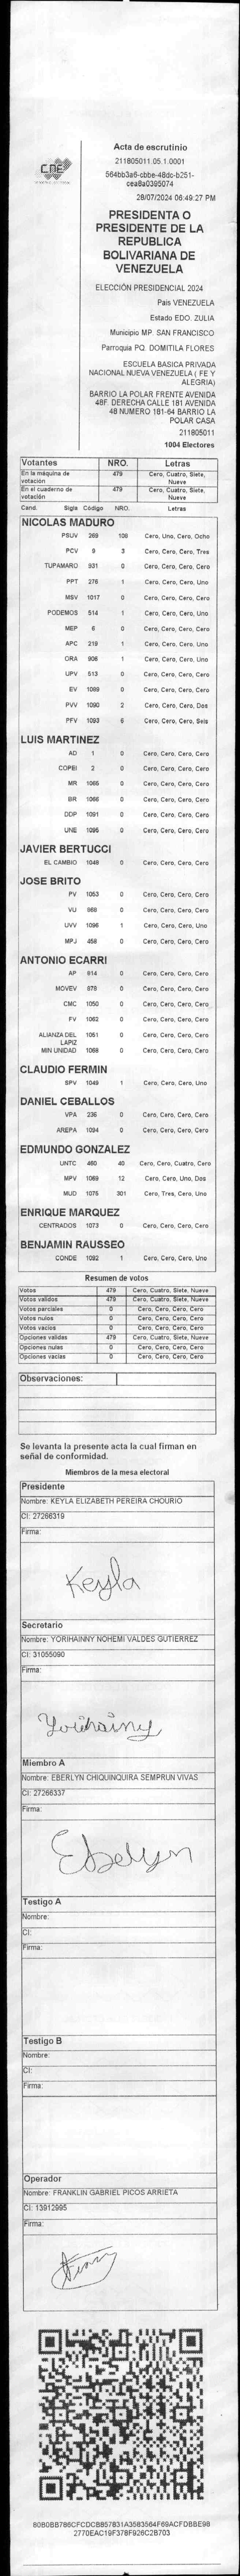 CNE
Acta de escrutinio
211805011.05.1.0001
564bb3a6-cbbe-48dc-b251-
cea8a0395074
28/07/2024 06:49:27 PM
PRESIDENTA O
PRESIDENTE DE LA
REPUBLICA
BOLIVARIANA DE
VENEZUELA
ELECCIÓN PRESIDENCIAL 2024
País VENEZUELA
Estado EDO. ZULIA
Municipio MP. SAN FRANCISCO
Parroquia PQ. DOMITILA FLORES
ESCUELA BASICA PRIVADA
NACIONAL NUEVA VENEZUELA ( FE Y
ALEGRIA)
BARRIO LA POLAR FRENTE AVENIDA
48F. DERECHA CALLE 181 AVENIDA
48 NUMERO 181-64 BARRIO LA
POLAR CASA
211805011
1004 Electores
Votantes NRO. Letras
En la máquina de votación 479 Cero, Cuatro, Siete, Nueve
En el cuaderno de votación 479 Cero, Cuatro, Siete, Nueve
Cand. Sigla Código NRO. Letras
NICOLAS MADURO
PSUV 269 108 Cero, Uno, Cero, Ocho
PCV 9 3 Cero, Cero, Cero, Tres
TUPAMARO 931 0 Cero, Cero, Cero, Cero
PPT 276 1 Cero, Cero, Cero, Uno
MSV 1017 0 Cero, Cero, Cero, Cero
PODEMOS 514 1 Cero, Cero, Cero, Uno
MEP 6 0 Cero, Cero, Cero, Cero
APC 219 1 Cero, Cero, Cero, Uno
ORA 908 1 Cero, Cero, Cero, Uno
UPV 513 0 Cero, Cero, Cero, Cero
EV 1089 0 Cero, Cero, Cero, Cero
PVV 1090 2 Cero, Cero, Cero, Dos
PFV 1093 6 Cero, Cero, Cero, Seis
LUIS MARTINEZ
AD 1 0 Cero, Cero, Cero, Cero
COPEI 2 0 Cero, Cero, Cero, Cero
MR 1065 0 Cero, Cero, Cero, Cero
BR 1066 0 Cero, Cero, Cero, Cero
DDP 1091 0 Cero, Cero, Cero, Cero
UNE 1095 0 Cero, Cero, Cero, Cero
JAVIER BERTUCCI
EL CAMBIO 1048 0 Cero, Cero, Cero, Cero
JOSE BRITO
PV 1053 0 Cero, Cero, Cero, Cero
VU 968 0 Cero, Cero, Cero, Cero
UVV 1096 1 Cero, Cero, Cero, Uno
MPJ 458 0 Cero, Cero, Cero, Cero
ANTONIO ECARRI
AP 614 0 Cero, Cero, Cero, Cero
MOVEV 879 0 Cero, Cero, Cero, Cero
CMC 1050 0 Cero, Cero, Cero, Cero
FV 1062 0 Cero, Cero, Cero, Cero
ALIANZA DEL LAPIZ 1051 0 Cero, Cero, Cero, Cero
MIN UNIDAD 1068 0 Cero, Cero, Cero, Cero
CLAUDIO FERMIN
SPV 1049 1 Cero, Cero, Cero, Uno
DANIEL CEBALLOS
VPA 236 0 Cero, Cero, Cero, Cero
AREPA 1094 0 Cero, Cero, Cero, Cero
EDMUNDO GONZALEZ
UNTC 460 40 Cero, Cero, Cuatro, Cero
MPV 1069 12 Cero, Cero, Uno, Dos
MUD 1075 301 Cero, Tres, Cero, Uno
ENRIQUE MARQUEZ
CENTRADOS 1073 0 Cero, Cero, Cero, Cero
BENJAMIN RAUSSEO
CONDE 1092 1 Cero, Cero, Cero, Uno
Resumen de votos
Votos 479 Cero, Cuatro, Siete, Nueve
Votos validos 479 Cero, Cuatro, Siete, Nueve
Votos parciales 0 Cero, Cero, Cero, Cero
Votos nulos 0 Cero, Cero, Cero, Cero
Votos vacios 0 Cero, Cero, Cero, Cero
Opciones validas 479 Cero, Cuatro, Siete, Nueve
Opciones nulas 0 Cero, Cero, Cero, Cero
Opciones vacias 0 Cero, Cero, Cero, Cero
Observaciones:
Se levanta la presente acta la cual firman en
señal de conformidad.
Miembros de la mesa electoral
Presidente
Nombre: KEYLA ELIZABETH PEREIRA CHOURIO
CI: 27266319
Firma:
Keyla
Secretario
Nombre: YORIHAINNY NOHEMI VALDES GUTIERREZ
CI: 31055090
Firma:
Miembro A
Nombre: EBERLYN CHIQUINQUIRA SEMPRUN VIVAS
CI: 27266337
Firma:
Testigo A
Nombre:
CI:
Firma:
Testigo B
Nombre:
CI:
Firma:
Operador
Nombre: FRANKLIN GABRIEL PICOS ARRIETA
CI: 13912995
Firma:
80B0BB786CFCDCB857831A3583584F69ACFDBBE98
2770EAC19F378F926C2B703